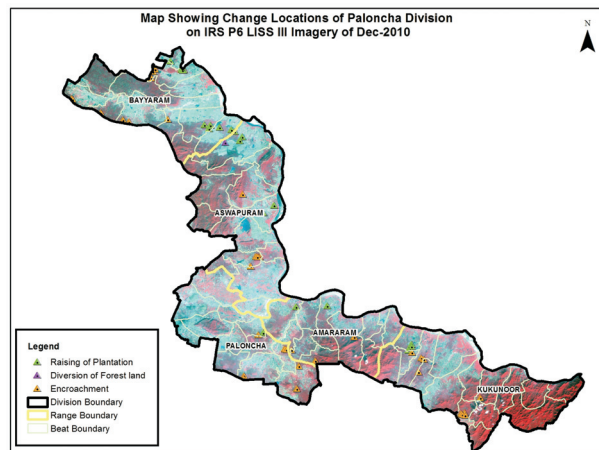 Map Showing Change Locations of Paloncha Division
on IRS P6 LISS III Imagery of Dec-2010
N
BAYYARAM
ASWAPURAM
PALONCHA
AMARARAM
KUKUNOOR
Legend
Raising of Plantation
Diversion of Forest land
Encroachment
Division Boundary
Range Boundary
Beat Boundary